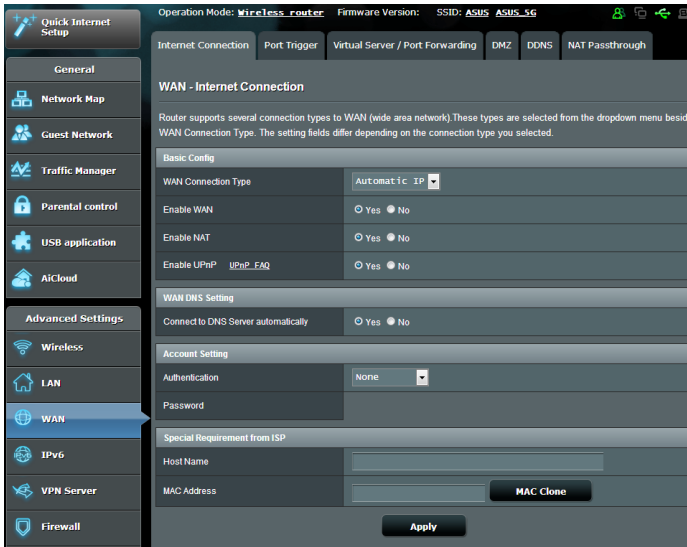 Quick Internet
Setup
Operation Mode: Wireless router Firmware Version: SSID: ASUS ASUS_5G
Internet Connection Port Trigger Virtual Server / Port Forwarding DMZ DDNS NAT Passthrough
General
Network Map
Guest Network
Traffic Manager
Parental control
USB application
AiCloud
Advanced Settings
Wireless
LAN
WAN
IPv6
VPN Server
Firewall
WAN - Internet Connection
Router supports several connection types to WAN (wide area network).These types are selected from the dropdown menu besid
WAN Connection Type. The setting fields differ depending on the connection type you selected.
Basic Config
WAN Connection Type Automatic IP
Enable WAN Yes No
Enable NAT Yes No
Enable UPnP UPnP FAQ Yes No
WAN DNS Setting
Connect to DNS Server automatically Yes No
Account Setting
Authentication None
Password
Special Requirement from ISP
Host Name
MAC Address MAC Clone
Apply